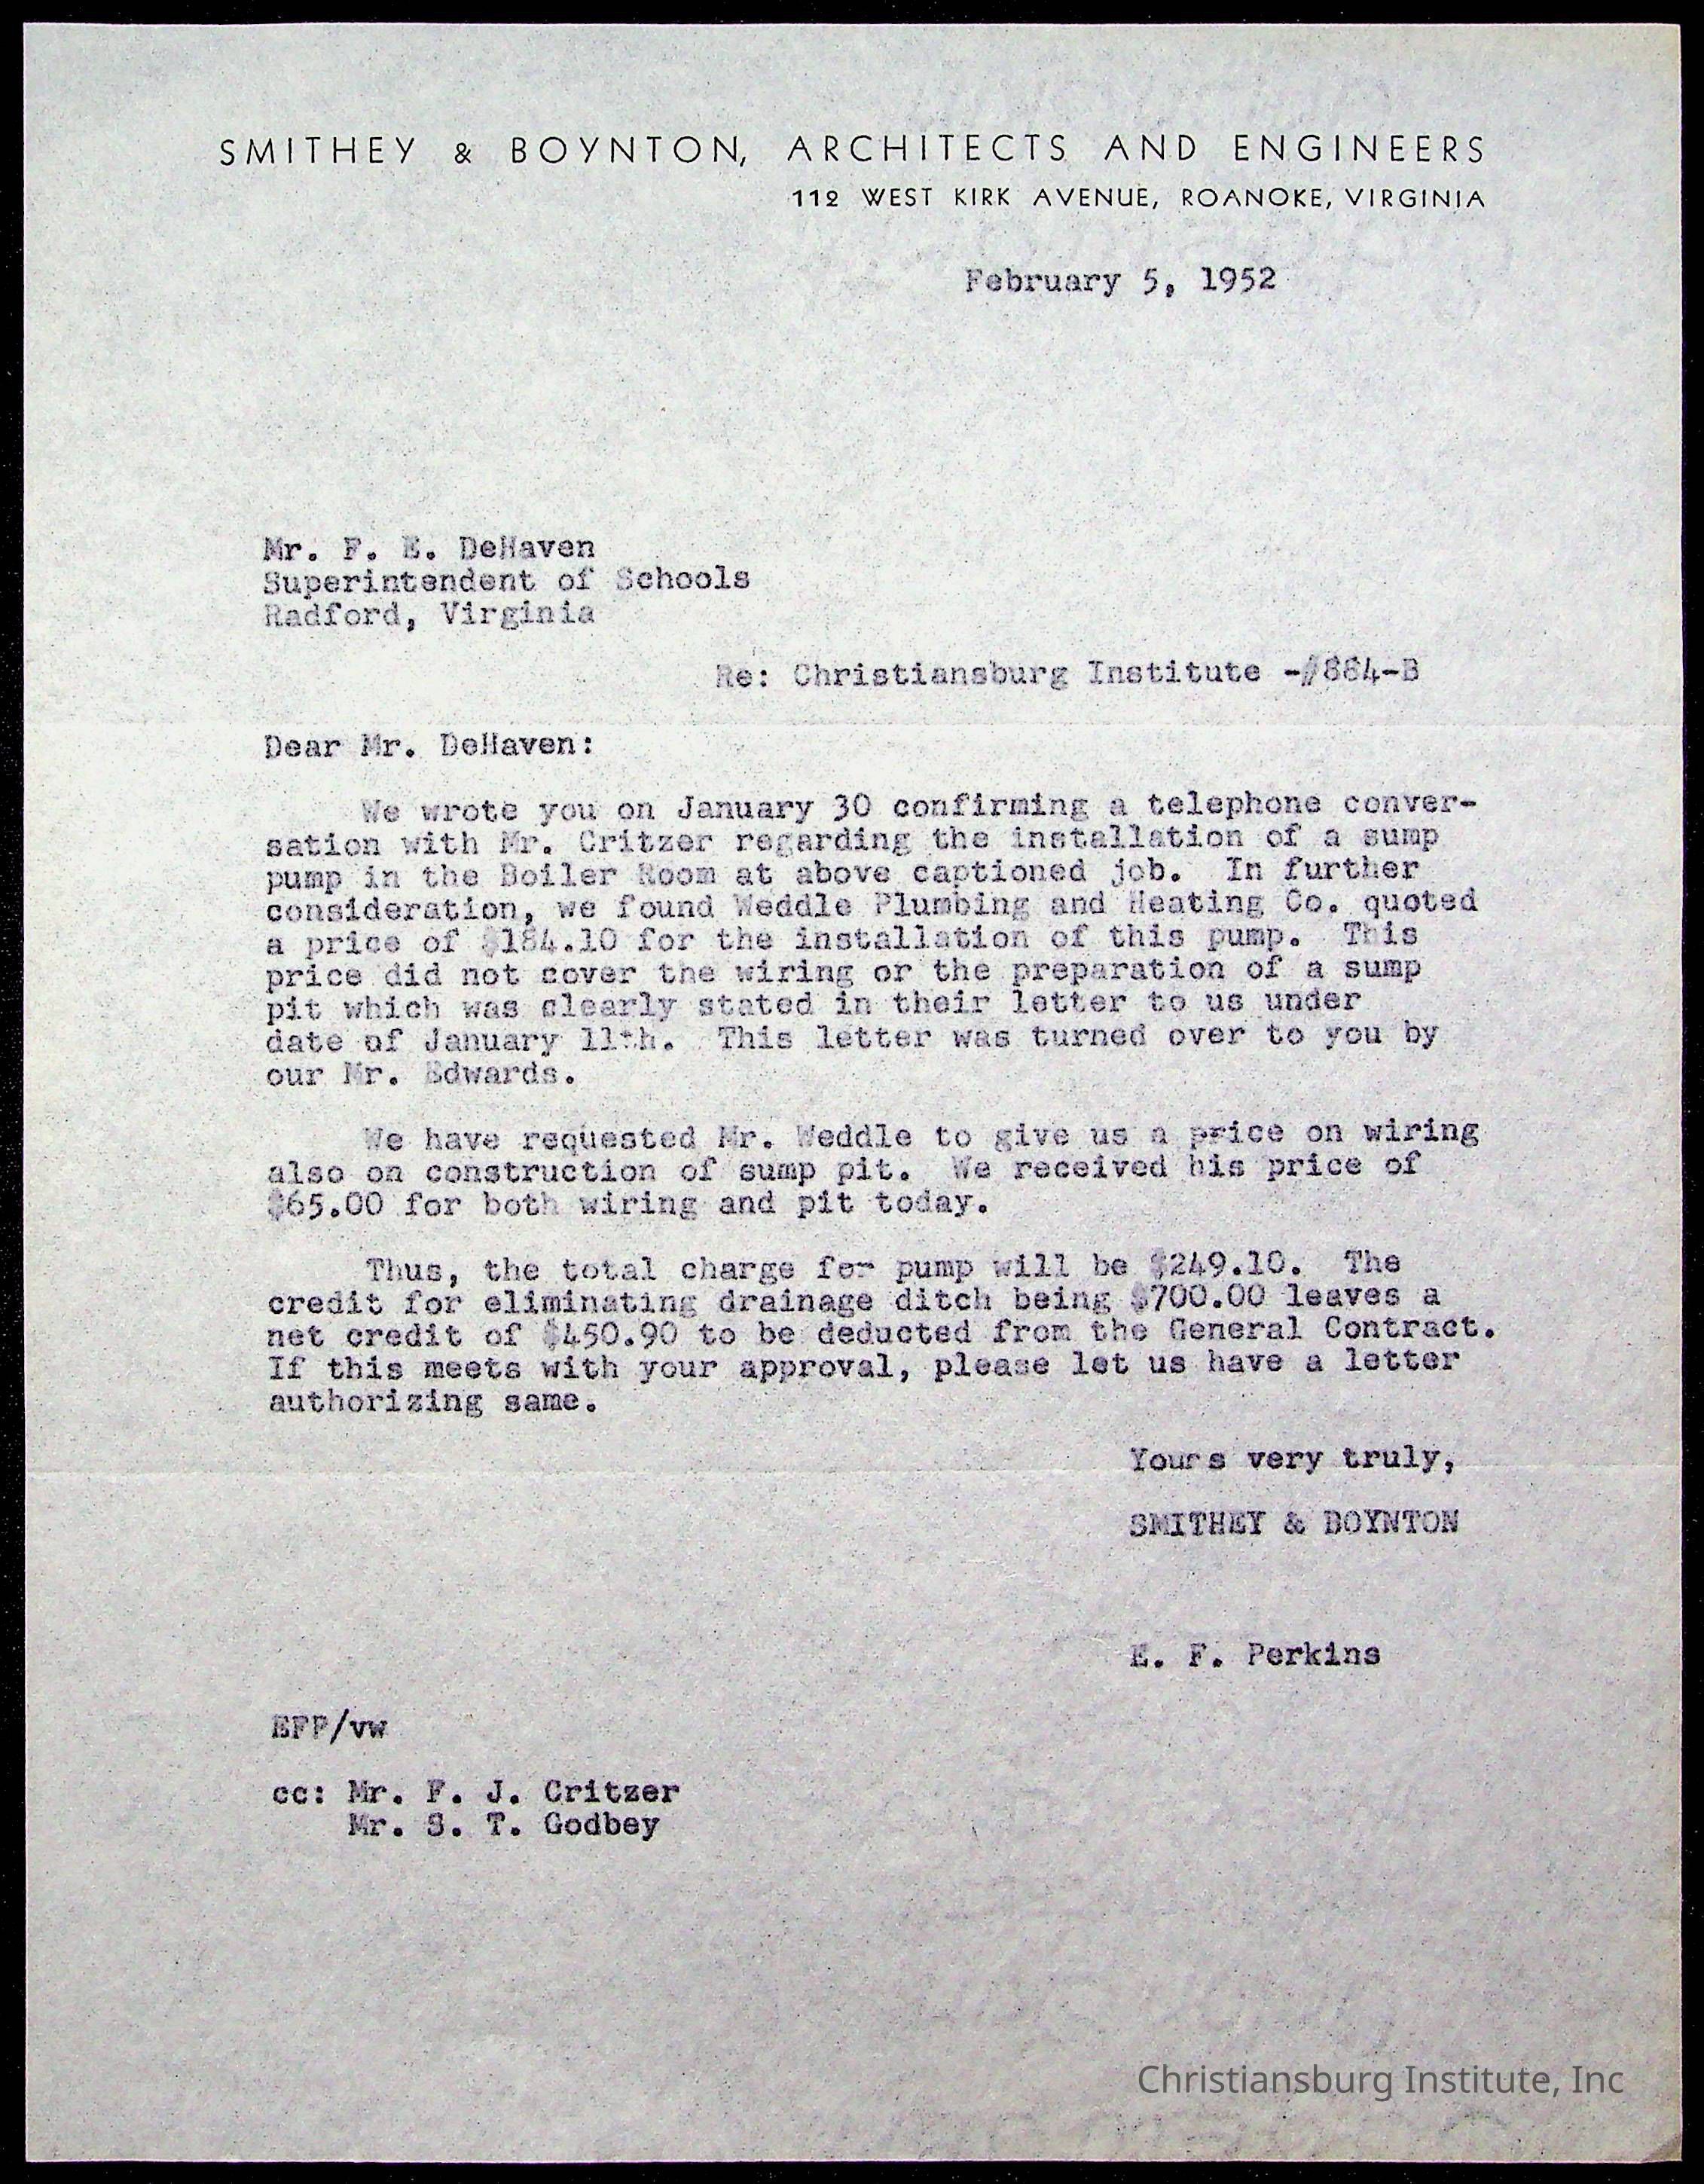 SMITHEY & BOYNTON, ARCHITECTS AND ENGINEERS
112 WEST KIRK AVENUE, ROANOKE, VIRGINIA
February 5, 1952
Mr. F. E. DeHaven
Superintendent of Schools
Radford, Virginia
Re: Christiansburg Institute -#884-B
Dear Mr. DeHaven:
We wrote you on January 30 confirming a telephone conver-
sation with Mr. Critzer regarding the installation of a sump
pump in the Boiler Room at above captioned job. In further
consideration, we found Weddle Plumbing and Heating Co. quoted
a price of $184.10 for the installation of this pump. This
price did not cover the wiring or the preparation of a sump
pit which was clearly stated in their letter to us under
date of January 11th. This letter was turned over to you by
our Mr. Edwards.
We have requested Mr. Weddle to give us a price on wiring
also on construction of sump pit. We received his price of
$65.00 for both wiring and pit today.
Thus, the total charge for pump will be $249.10. The
credit for eliminating drainage ditch being $700.00 leaves a
net credit of $450.90 to be deducted from the General Contract.
If this meets with your approval, please let us have a letter
authorizing same.
Yours very truly,
SMITHEY & BOYNTON
E. F. Perkins
EFP/vw
cc: Mr. F. J. Critzer
Mr. S. T. Godbey
Christiansburg Institute, Inc